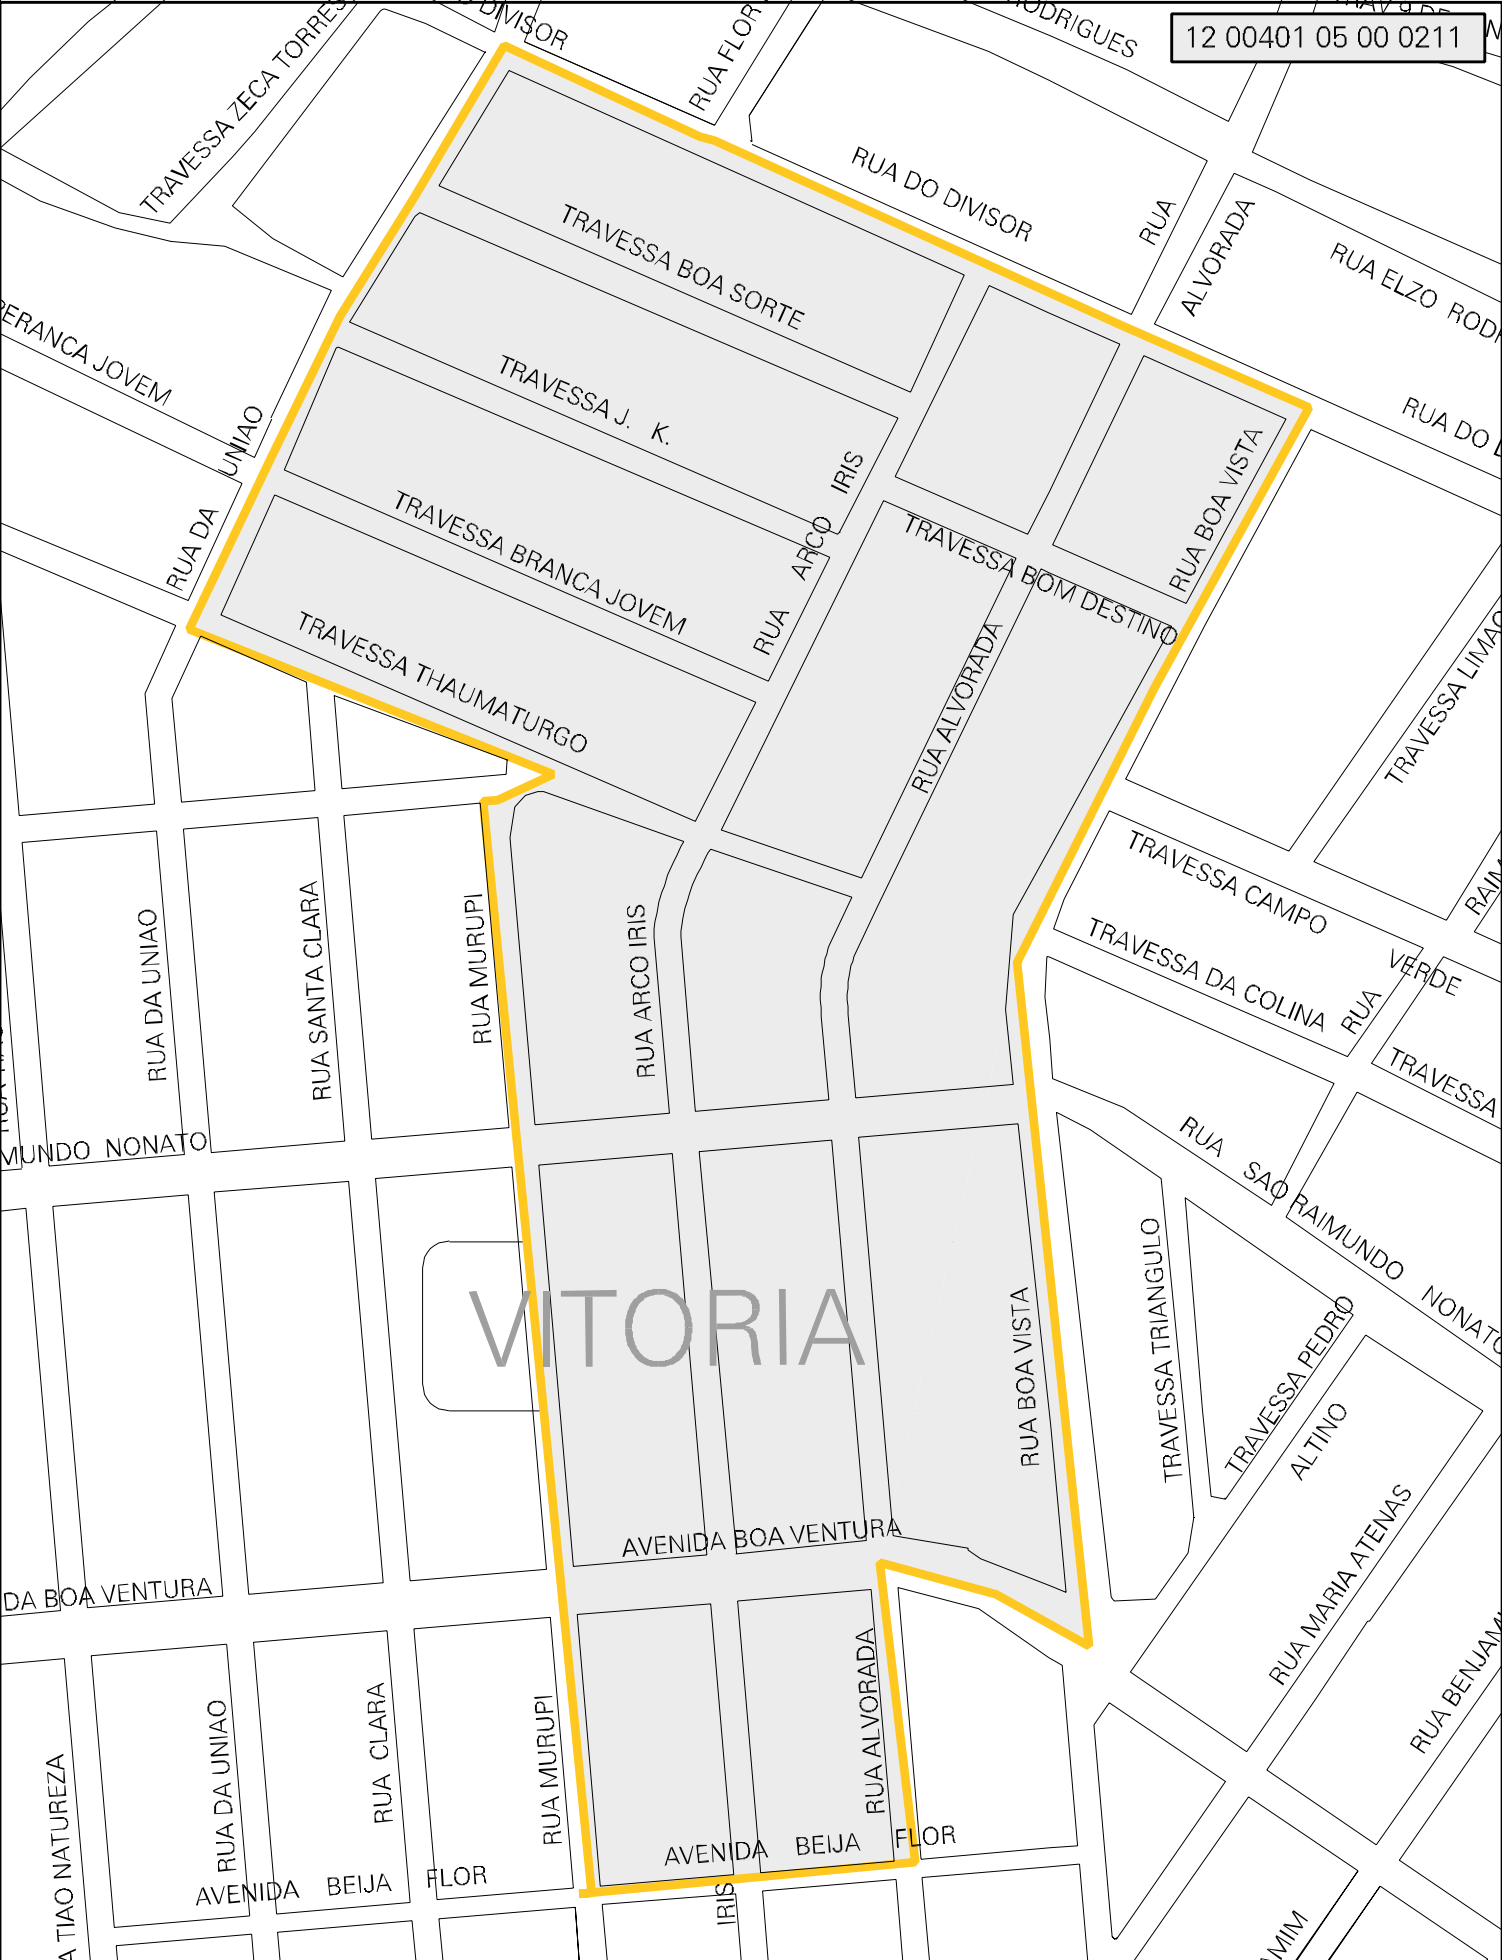 12 00401 05 00 0211
DIVISOR
RUA FLOR
RODRIGUES
TRAVESSA ZECA TORRES
RUA DO DIVISOR
RUA
ALVORADA
RUA ELZO RODR
TRAVESSA BOA SORTE
PERANCA JOVEM
TRAVESSA J. K.
RUA DO
RUA DA UNIAO
RUA ARCO IRIS
RUA BOA VISTA
TRAVESSA BRANCA JOVEM
TRAVESSA BOM DESTINO
TRAVESSA THAUMATURGO
RUA ALVORADA
TRAVESSA LIMAO
TRAVESSA CAMPO VERDE
RAIM
RUA DA UNIAO
RUA SANTA CLARA
RUA MURUPI
RUA ARCO IRIS
TRAVESSA DA COLINA
RUA
TRAVESSA
MUNDO NONATO
RUA SAO RAIMUNDO NONATO
VITORIA
RUA BOA VISTA
TRAVESSA TRIANGULO
TRAVESSA PEDRO
ALTINO
RUA MARIA ATENAS
AVENIDA BOA VENTURA
DA BOA VENTURA
RUA BENJAMI
RUA DA UNIAO
RUA CLARA
RUA MURUPI
RUA ALVORADA
A TIAO NATUREZA
AVENIDA BEIJA FLOR
AVENIDA BEIJA FLOR
IRIS
AMIM